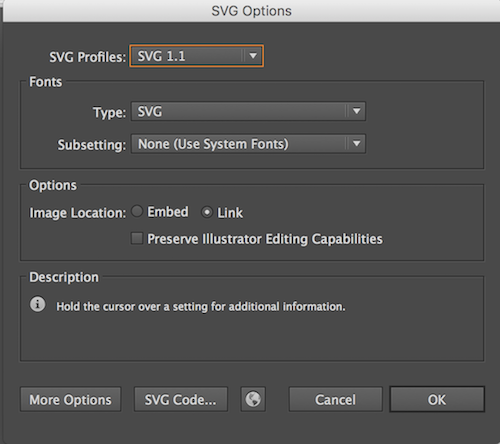 SVG Options
SVG Profiles: SVG 1.1
Fonts
Type: SVG
Subsetting: None (Use System Fonts)
Options
Image Location: Embed Link
Preserve Illustrator Editing Capabilities
Description
Hold the cursor over a setting for additional information.
More Options SVG Code... Cancel OK